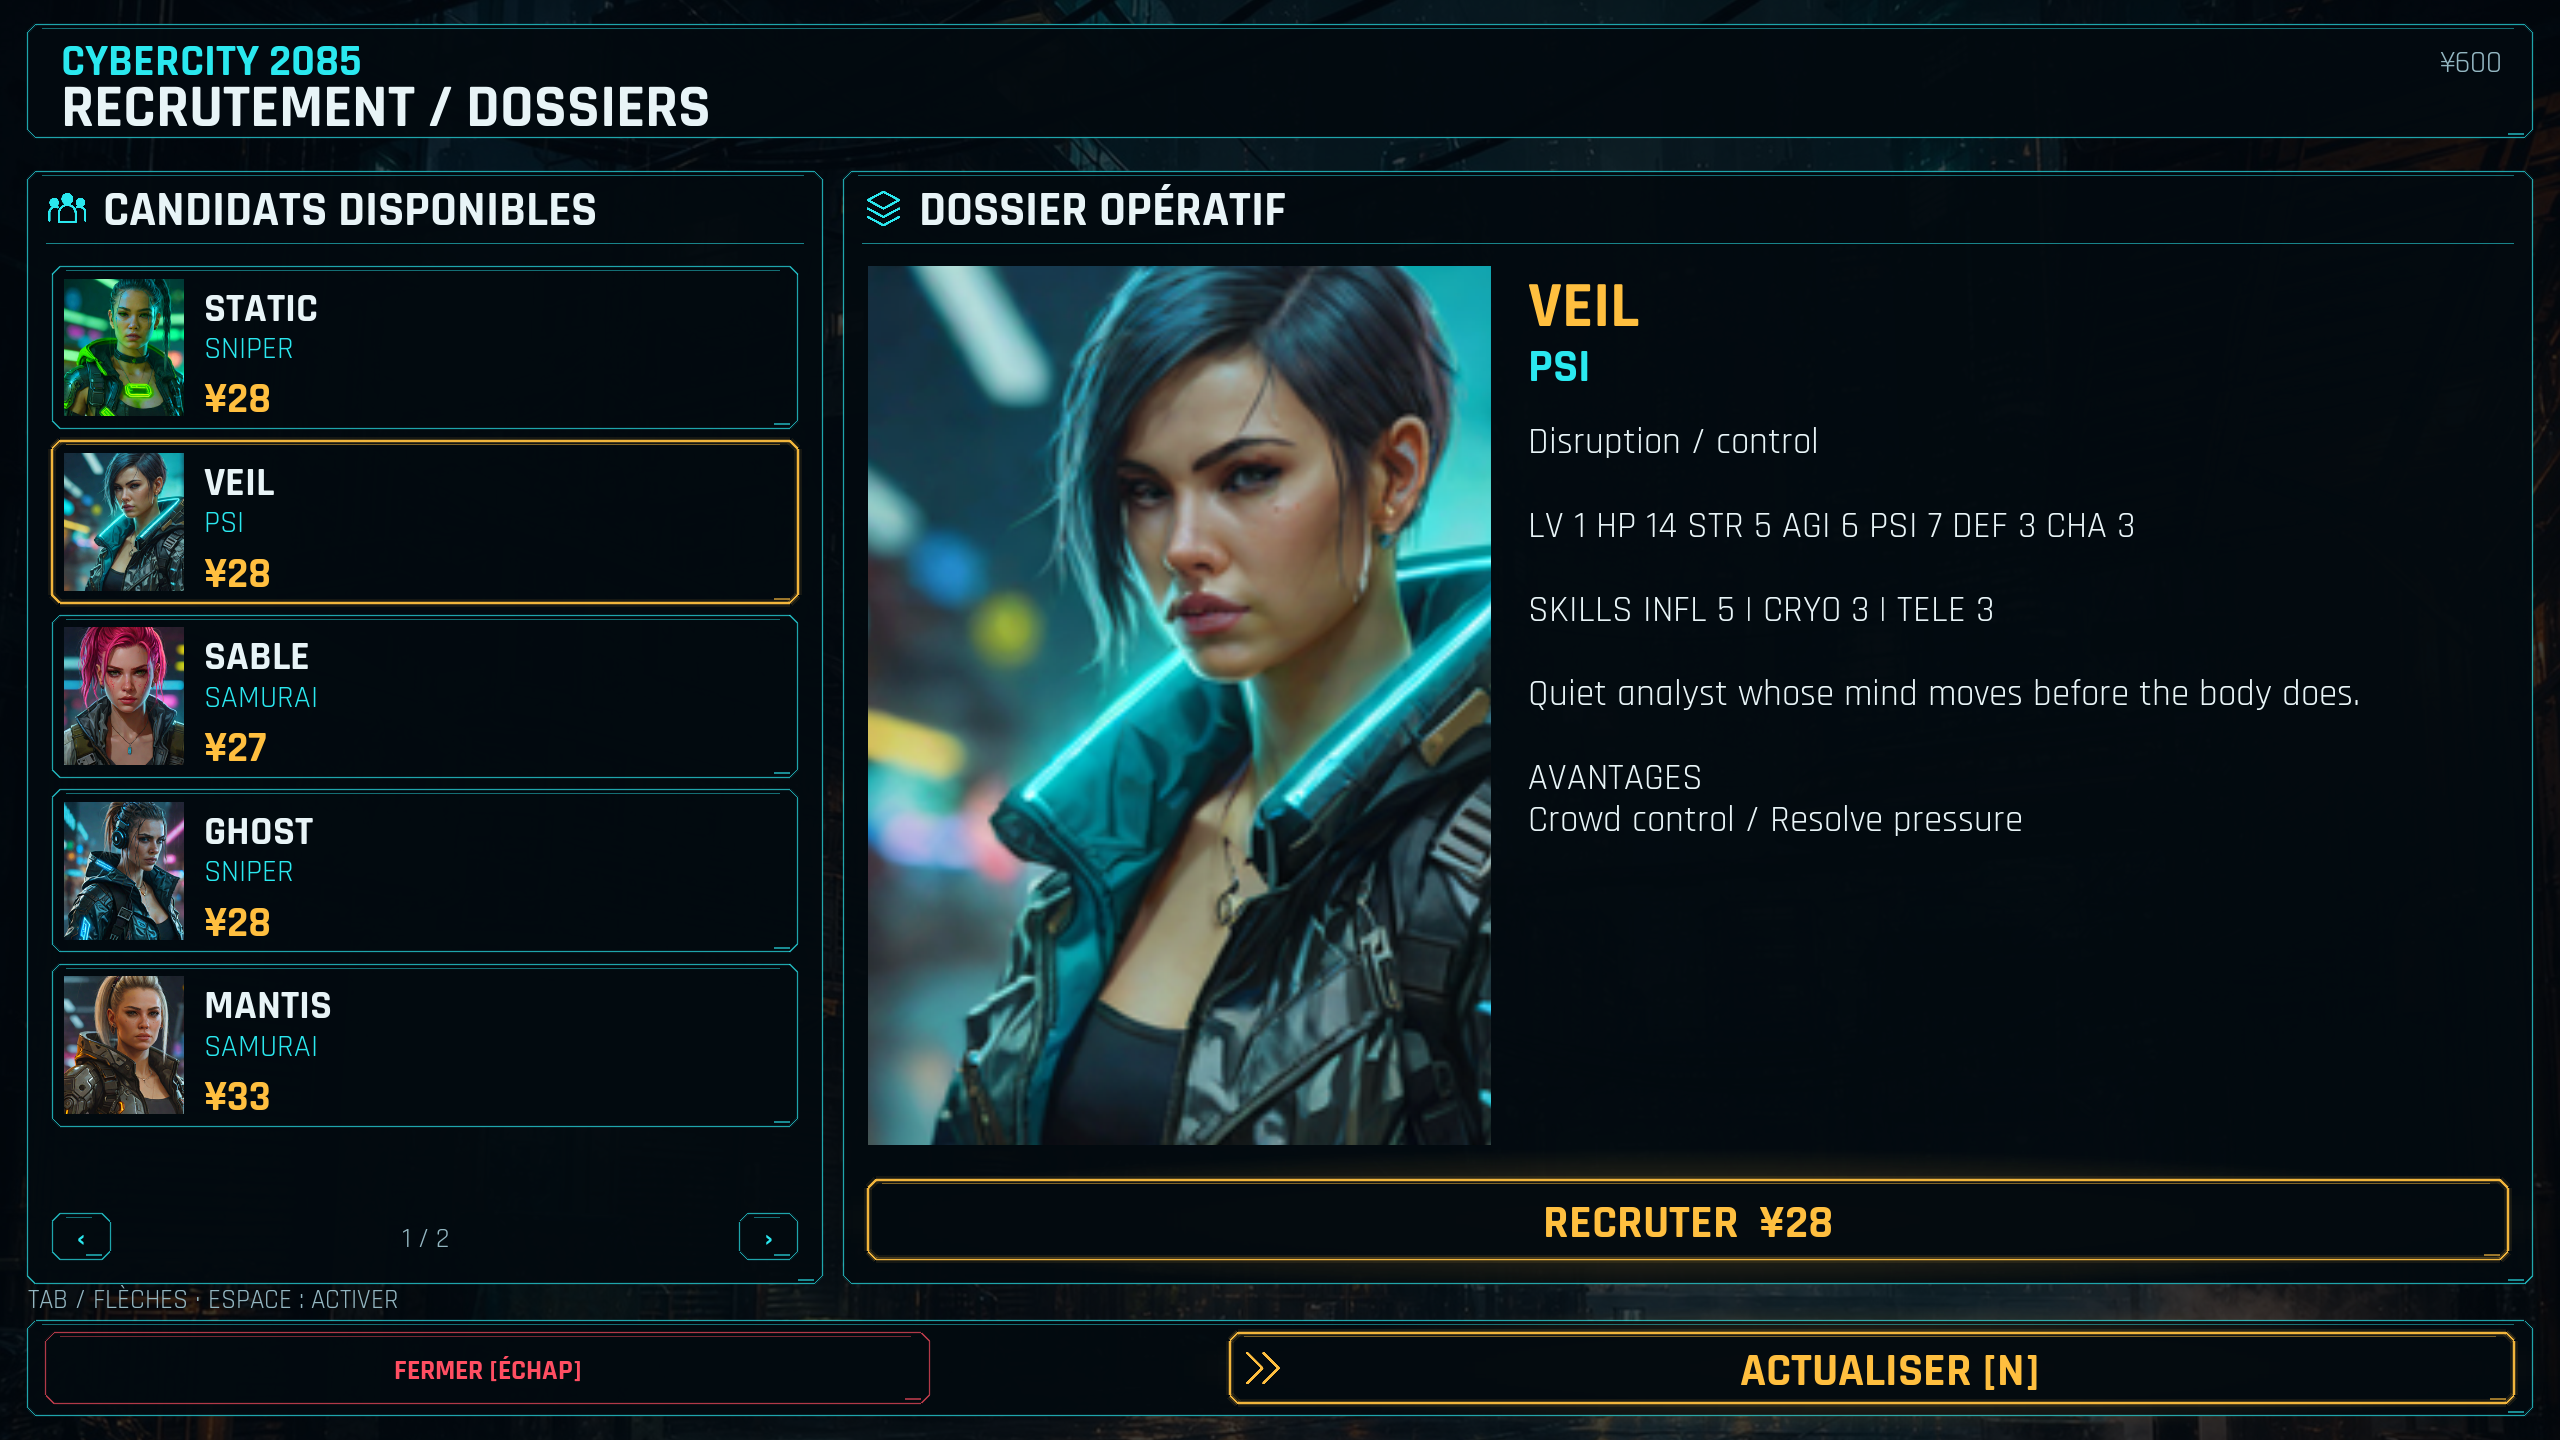 CYBERCITY 2085
RECRUTEMENT / DOSSIERS
¥600
CANDIDATS DISPONIBLES
STATIC
SNIPER
¥28
VEIL
PSI
¥28
SABLE
SAMURAI
¥27
GHOST
SNIPER
¥28
MANTIS
SAMURAI
¥33
‹
1 / 2
›
DOSSIER OPÉRATIF
VEIL
PSI
Disruption / control
LV 1 HP 14 STR 5 AGI 6 PSI 7 DEF 3 CHA 3
SKILLS INFL 5 | CRYO 3 | TELE 3
Quiet analyst whose mind moves before the body does.
AVANTAGES
Crowd control / Resolve pressure
RECRUTER ¥28
TAB / FLÈCHES · ESPACE : ACTIVER
FERMER [ÉCHAP]
ACTUALISER [N]